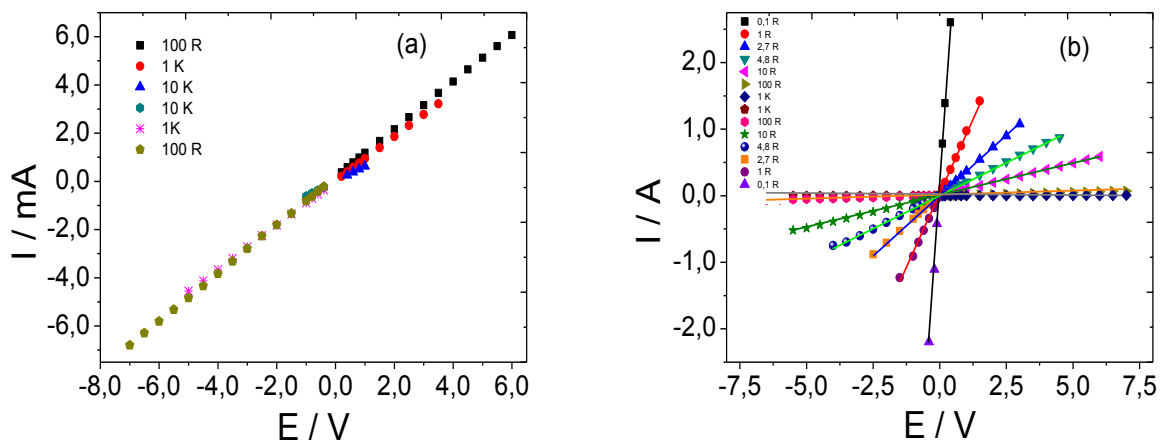 (a)
100 R
1 K
10 K
10 K
1K
100 R
I / mA
6,0
4,0
2,0
0,0
-2,0
-4,0
-6,0
-8,0 -6,0 -4,0 -2,0 0,0 2,0 4,0 6,0
E / V
(b)
0,1 R
1 R
2,7 R
4,8 R
10 R
100 R
1 K
1 K
100 R
10 R
4,8 R
2,7 R
1 R
0,1 R
I / A
2,0
1,0
0,0
-1,0
-2,0
-7,5 -5,0 -2,5 0,0 2,5 5,0 7,5
E / V